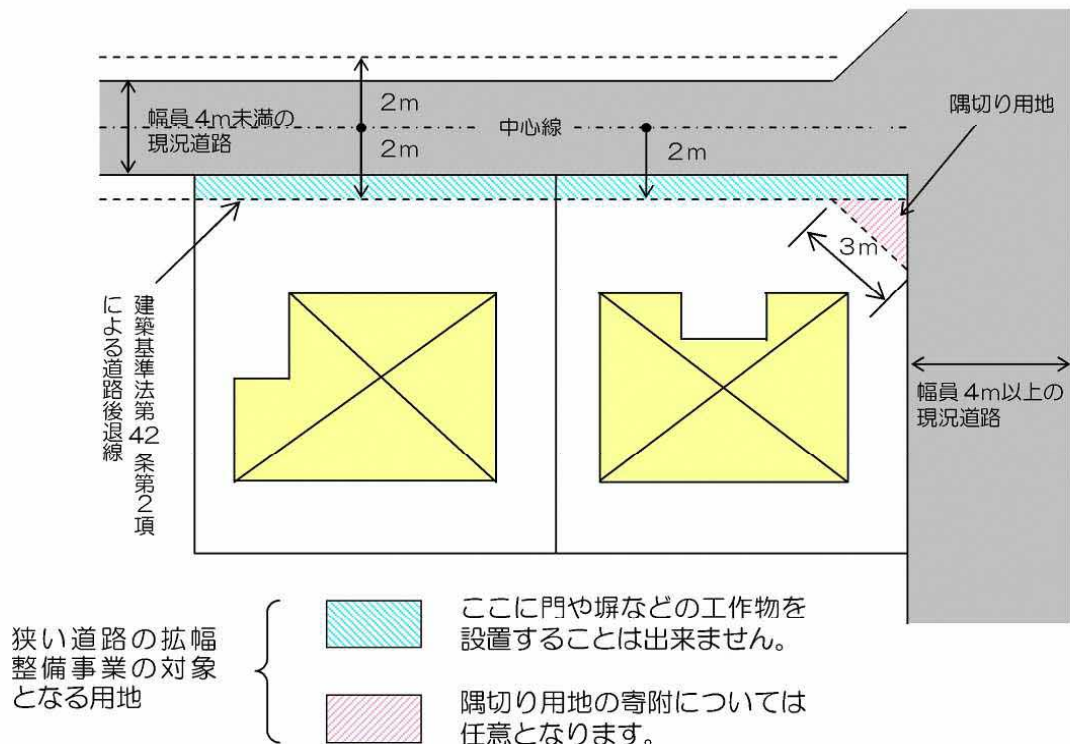 幅員4m未満の
現況道路
2m
2m
中心線
2m
隅切り用地
3m
建築基準法第42条第2項
による道路後退線
幅員4m以上の
現況道路
狭い道路の拡幅
整備事業の対象
となる用地
ここに門や塀などの工作物を
設置することは出来ません。
隅切り用地の寄附については
任意となります。